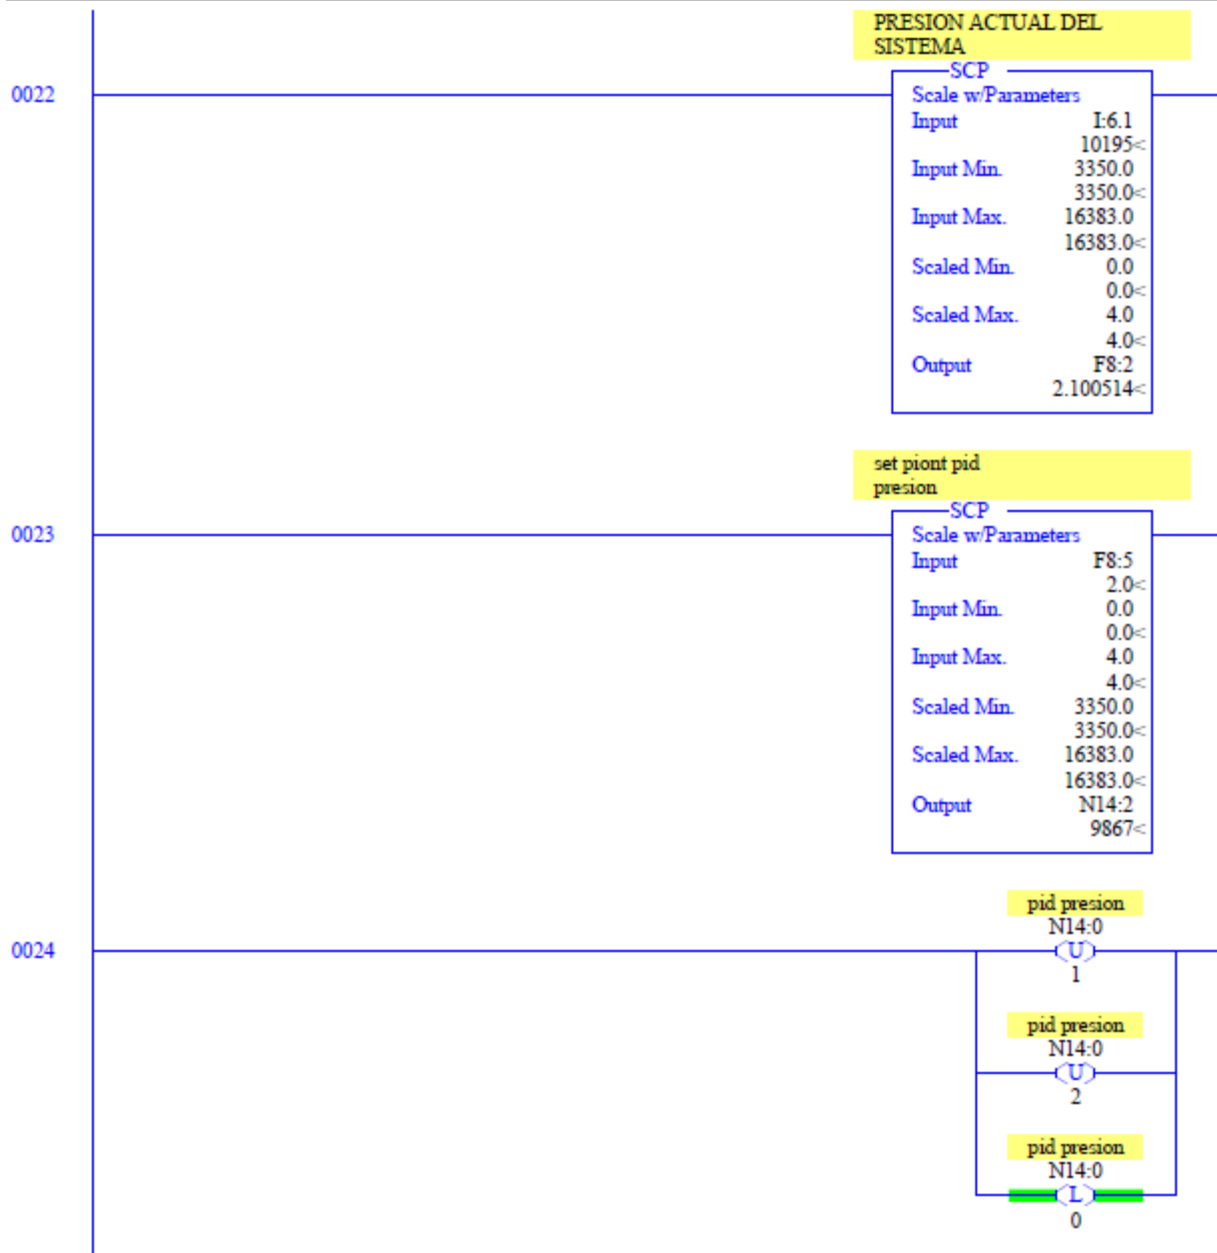 PRESION ACTUAL DEL
SISTEMA
SCP
0022
Scale w/Parameters
Input I:6.1
10195<
Input Min. 3350.0
3350.0<
Input Max. 16383.0
16383.0<
Scaled Min. 0.0
0.0<
Scaled Max. 4.0
4.0<
Output F8:2
2.100514<
set piont pid
presion
SCP
0023
Scale w/Parameters
Input F8:5
2.0<
Input Min. 0.0
0.0<
Input Max. 4.0
4.0<
Scaled Min. 3350.0
3350.0<
Scaled Max. 16383.0
16383.0<
Output N14:2
9867<
pid presion
N14:0
0024
U
1
pid presion
N14:0
U
2
pid presion
N14:0
L
0